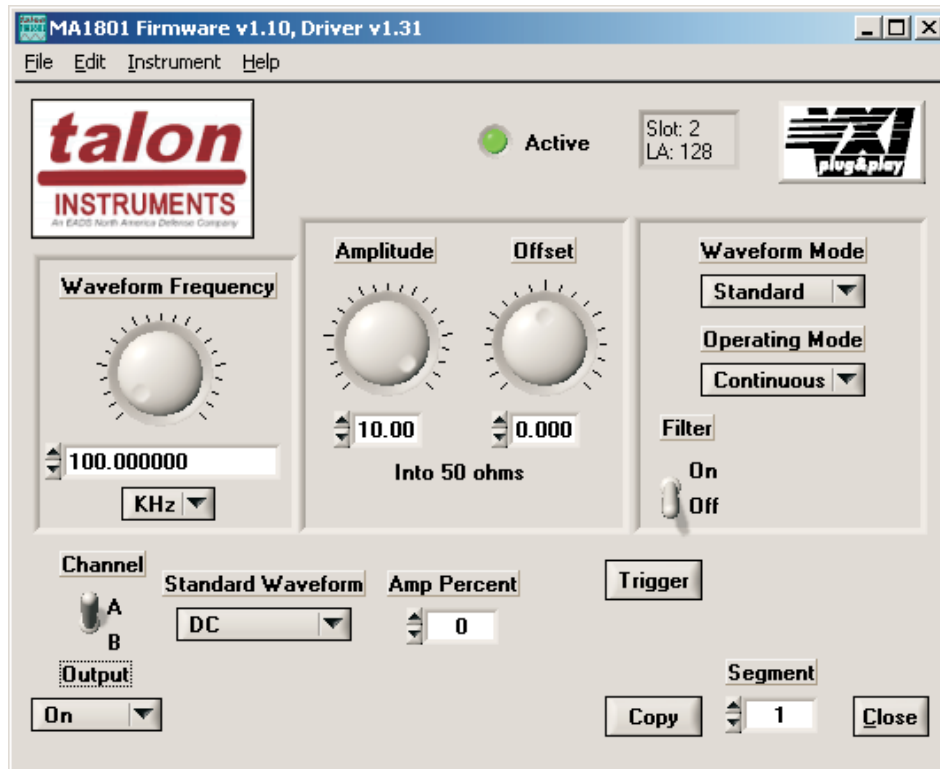 MA1801 Firmware v1.10, Driver v1.31
File Edit Instrument Help
talon
INSTRUMENTS
An EADS North America Defense Company
Active
Slot: 2
LA: 128
VXI
plug&play
Waveform Frequency
100.000000
KHz
Amplitude
Offset
10.00
0.000
Into 50 ohms
Waveform Mode
Standard
Operating Mode
Continuous
Filter
On
Off
Channel
A
B
Standard Waveform
DC
Amp Percent
0
Trigger
Output
On
Copy
Segment
1
Close